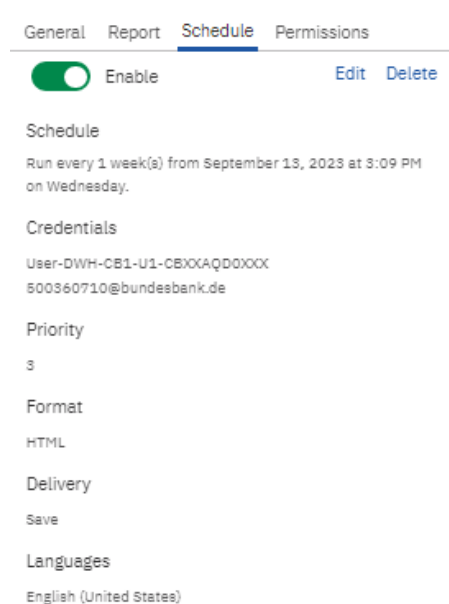 General Report Schedule Permissions
Enable Edit Delete
Schedule
Run every 1 week(s) from September 13, 2023 at 3:09 PM
on Wednesday.
Credentials
User-DWH-CB1-U1-CBXXAQD0XXX
500360710@bundesbank.de
Priority
3
Format
HTML
Delivery
Save
Languages
English (United States)